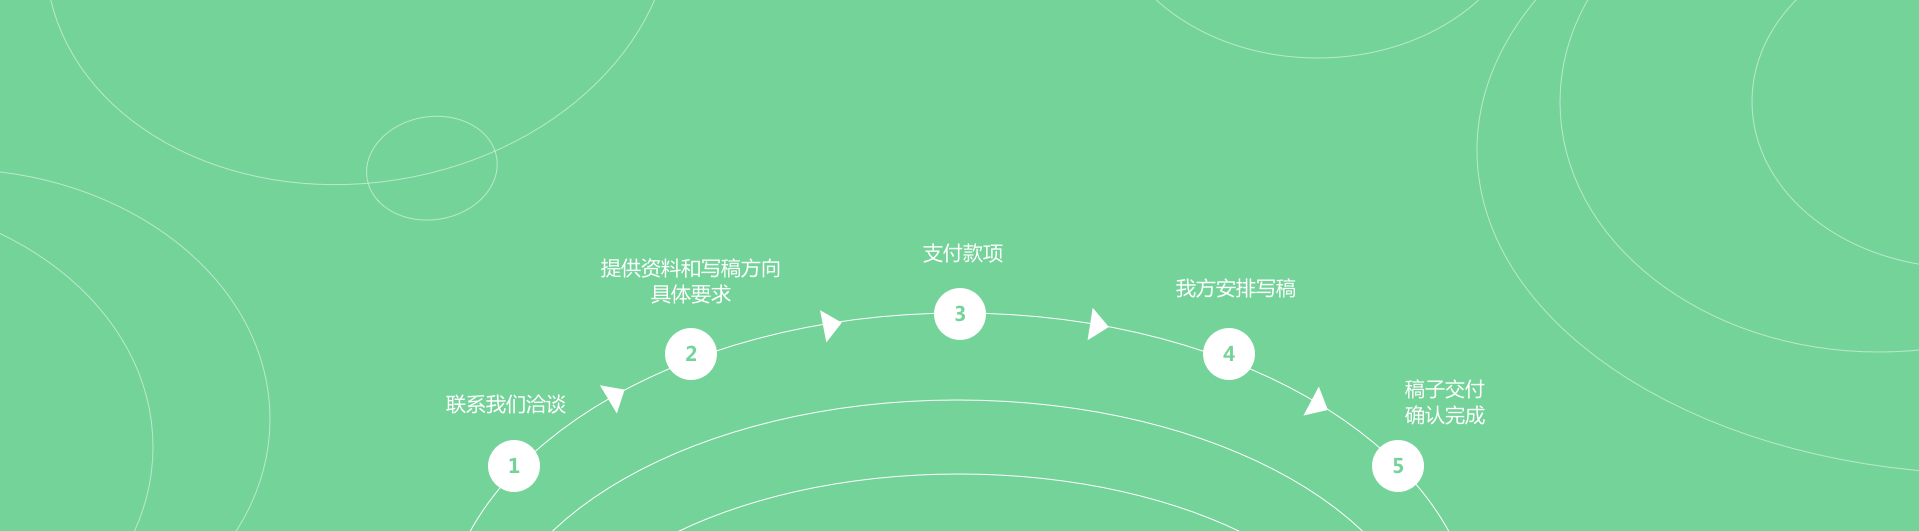 联系我们洽谈
1
提供资料和写稿方向
具体要求
2
支付款项
3
我方安排写稿
4
稿子交付
确认完成
5